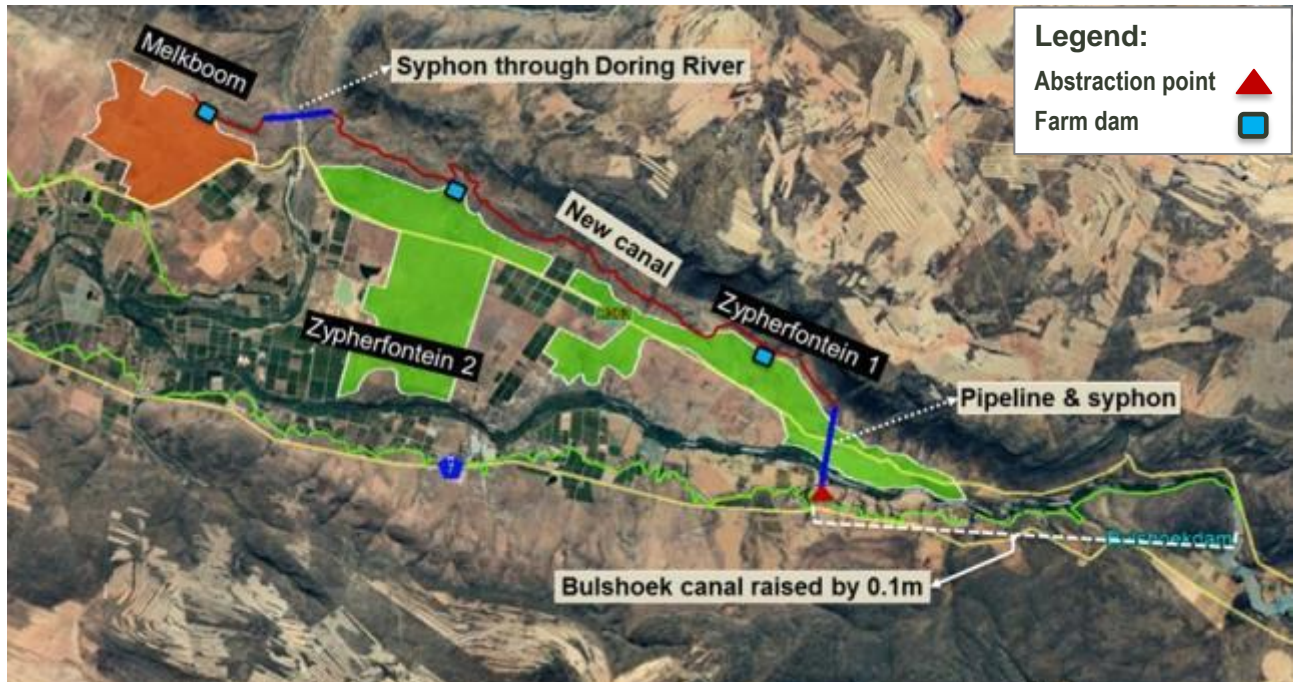 Legend:
Abstraction point
Farm dam
Melkboom
Syphon through Doring River
New canal
Zypherfontein 1
Zypherfontein 2
Pipeline & syphon
Bulshoekdam
Bulshoek canal raised by 0.1m